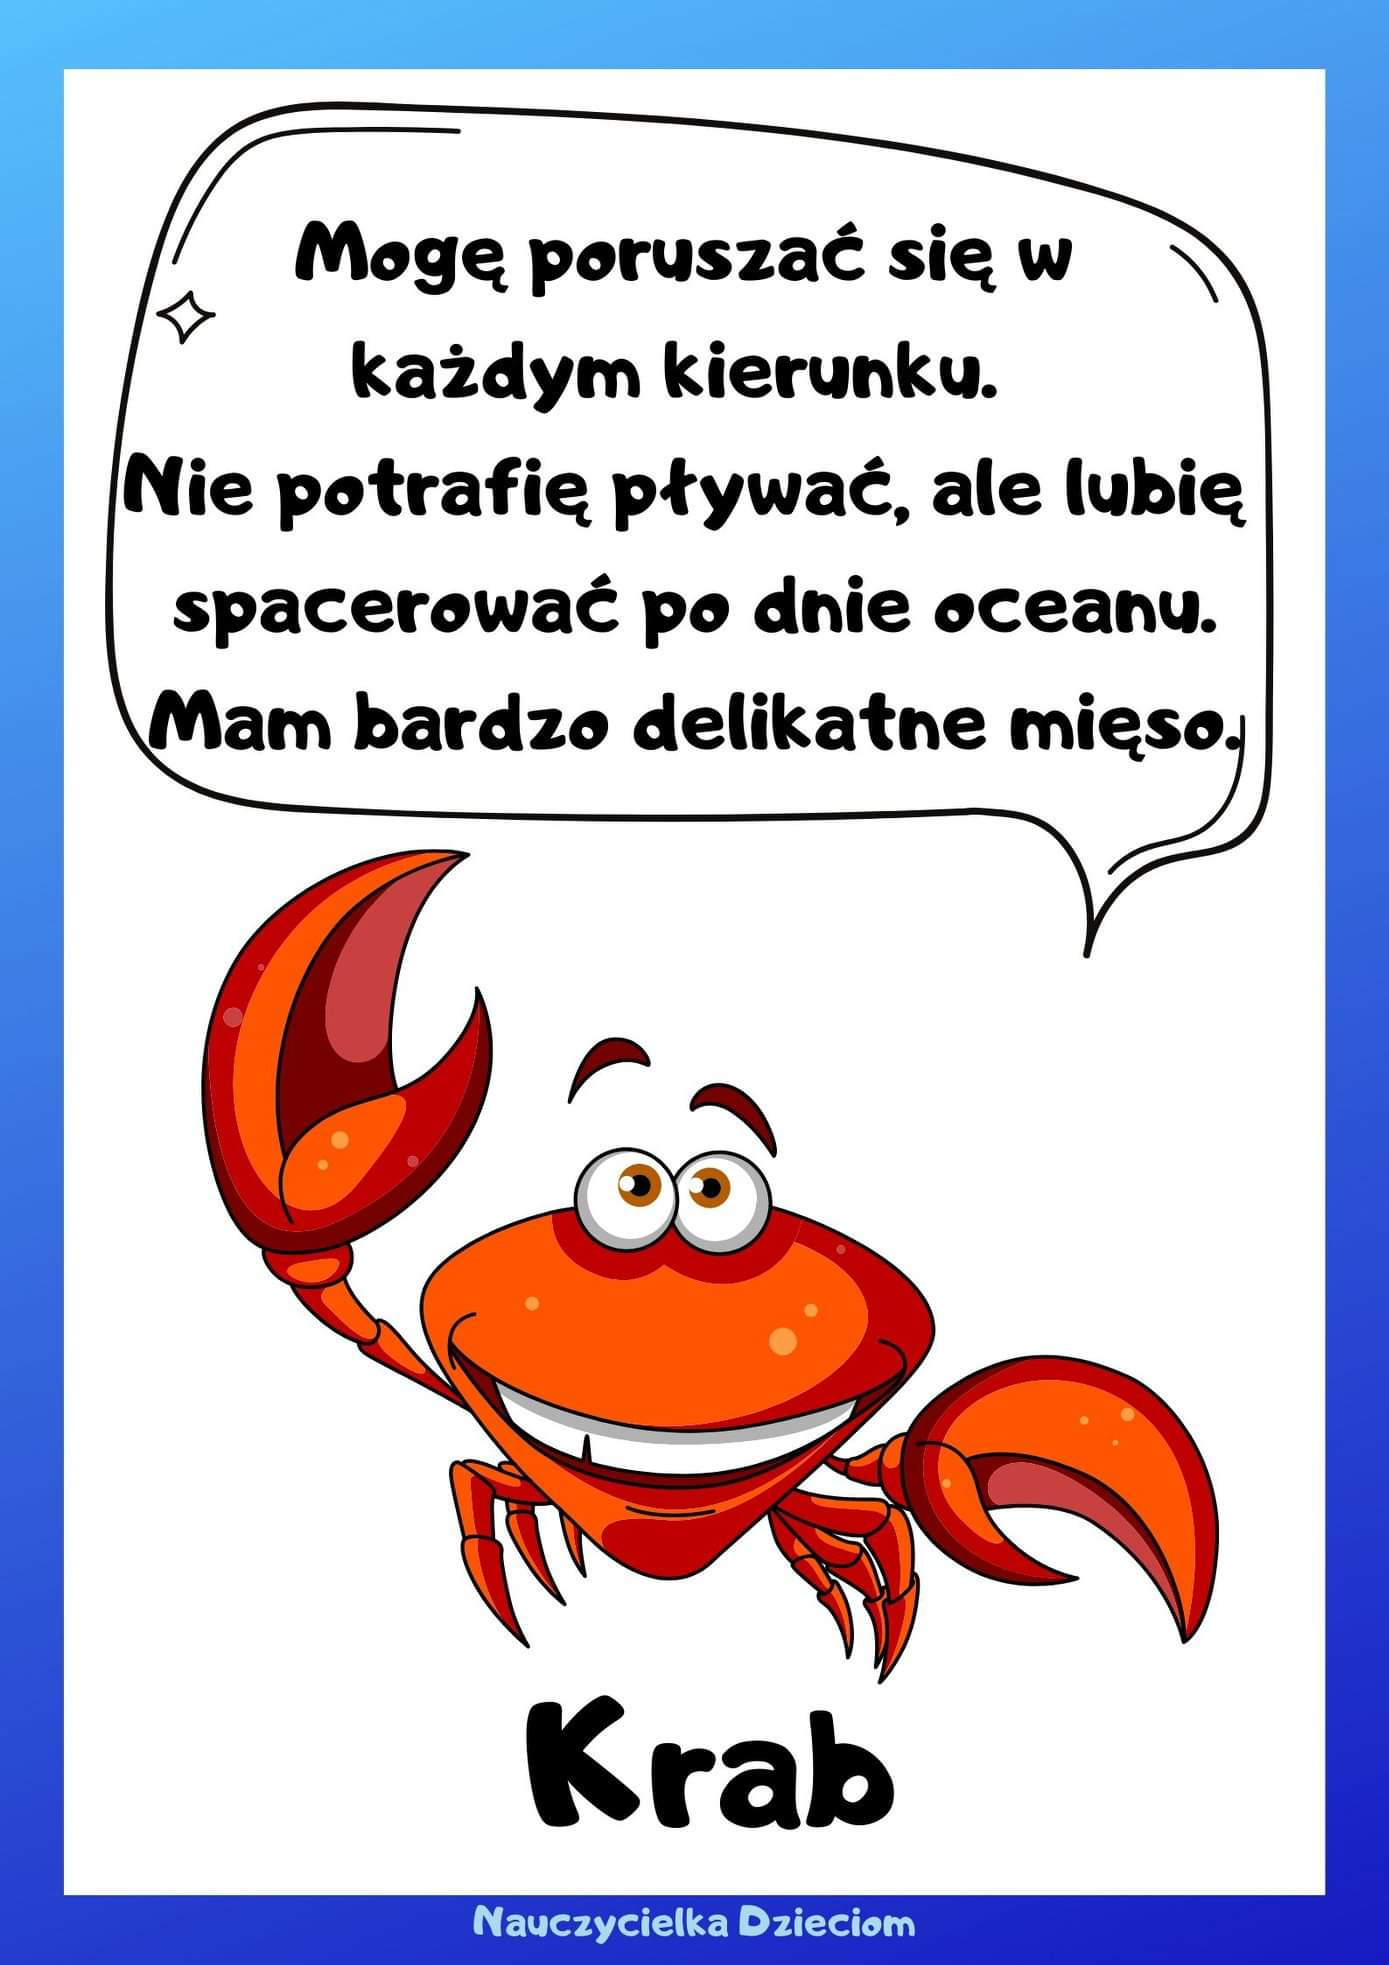 Mogę poruszać się w
każdym kierunku.
Nie potrafię pływać, ale lubię
spacerować po dnie oceanu.
Mam bardzo delikatne mięso.
Krab
Nauczycielka Dzieciom